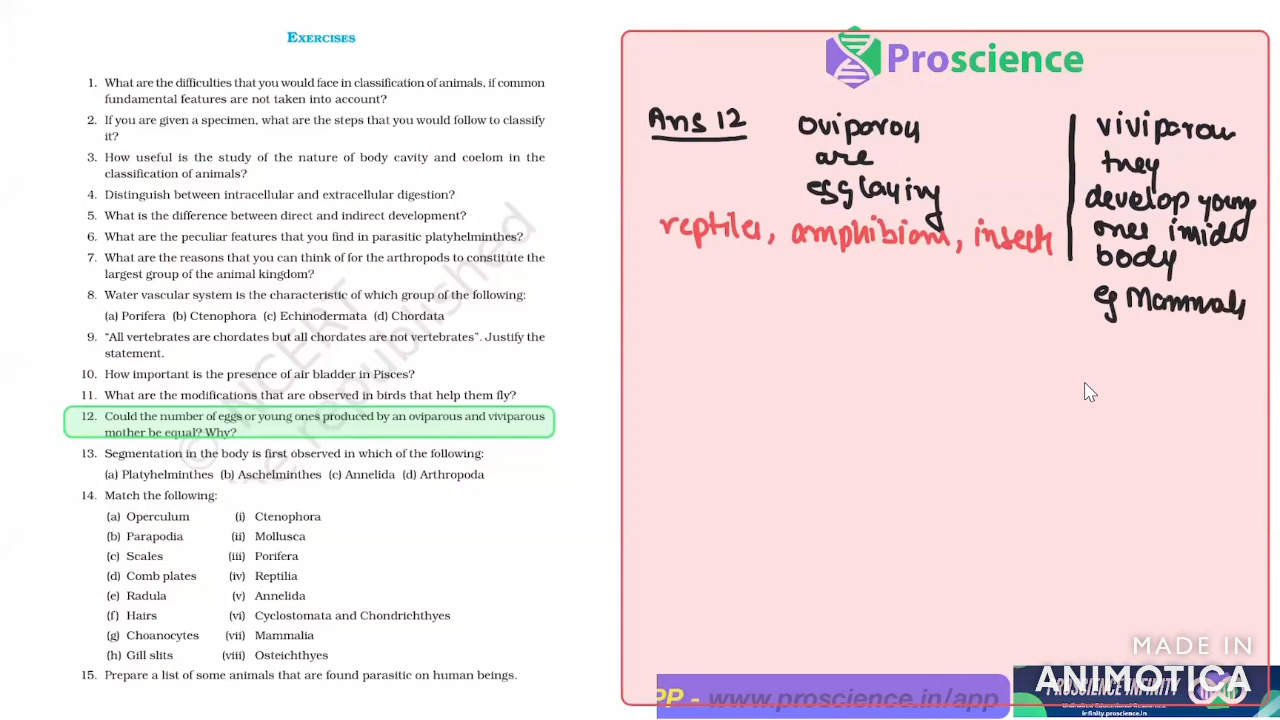 EXERCISES
1. What are the difficulties that you would face in classification of animals, if common
fundamental features are not taken into account?
2. If you are given a specimen, what are the steps that you would follow to classify
it?
3. How useful is the study of the nature of body cavity and coelom in the
classification of animals?
4. Distinguish between intracellular and extracellular digestion?
5. What is the difference between direct and indirect development?
6. What are the peculiar features that you find in parasitic platyhelminthes?
7. What are the reasons that you can think of for the arthropods to constitute the
largest group of the animal kingdom?
8. Water vascular system is the characteristic of which group of the following:
(a) Porifera (b) Ctenophora (c) Echinodermata (d) Chordata
9. “All vertebrates are chordates but all chordates are not vertebrates”. Justify the
statement.
10. How important is the presence of air bladder in Pisces?
11. What are the modifications that are observed in birds that help them fly?
12. Could the number of eggs or young ones produced by an oviparous and viviparous
mother be equal? Why?
13. Segmentation in the body is first observed in which of the following:
(a) Platyhelminthes (b) Aschelminthes (c) Annelida (d) Arthropoda
14. Match the following:
(a) Operculum (i) Ctenophora
(b) Parapodia (ii) Mollusca
(c) Scales (iii) Porifera
(d) Comb plates (iv) Reptilia
(e) Radula (v) Annelida
(f) Hairs (vi) Cyclostomata and Chondrichthyes
(g) Choanocytes (vii) Mammalia
(h) Gill slits (viii) Osteichthyes
15. Prepare a list of some animals that are found parasitic on human beings.
© NCERT
be republished
Proscience
Ans 12
oviparou
are
egg laying
reptiles, amphibians, insects
viviparou
they
develop young
ones inside
body
eg Mammals
PP - www.proscience.in/app
MADE IN
ANIMOTICA
PROSCIENCE INFINITY
Unlimited Educational Resources
infinity.proscience.in